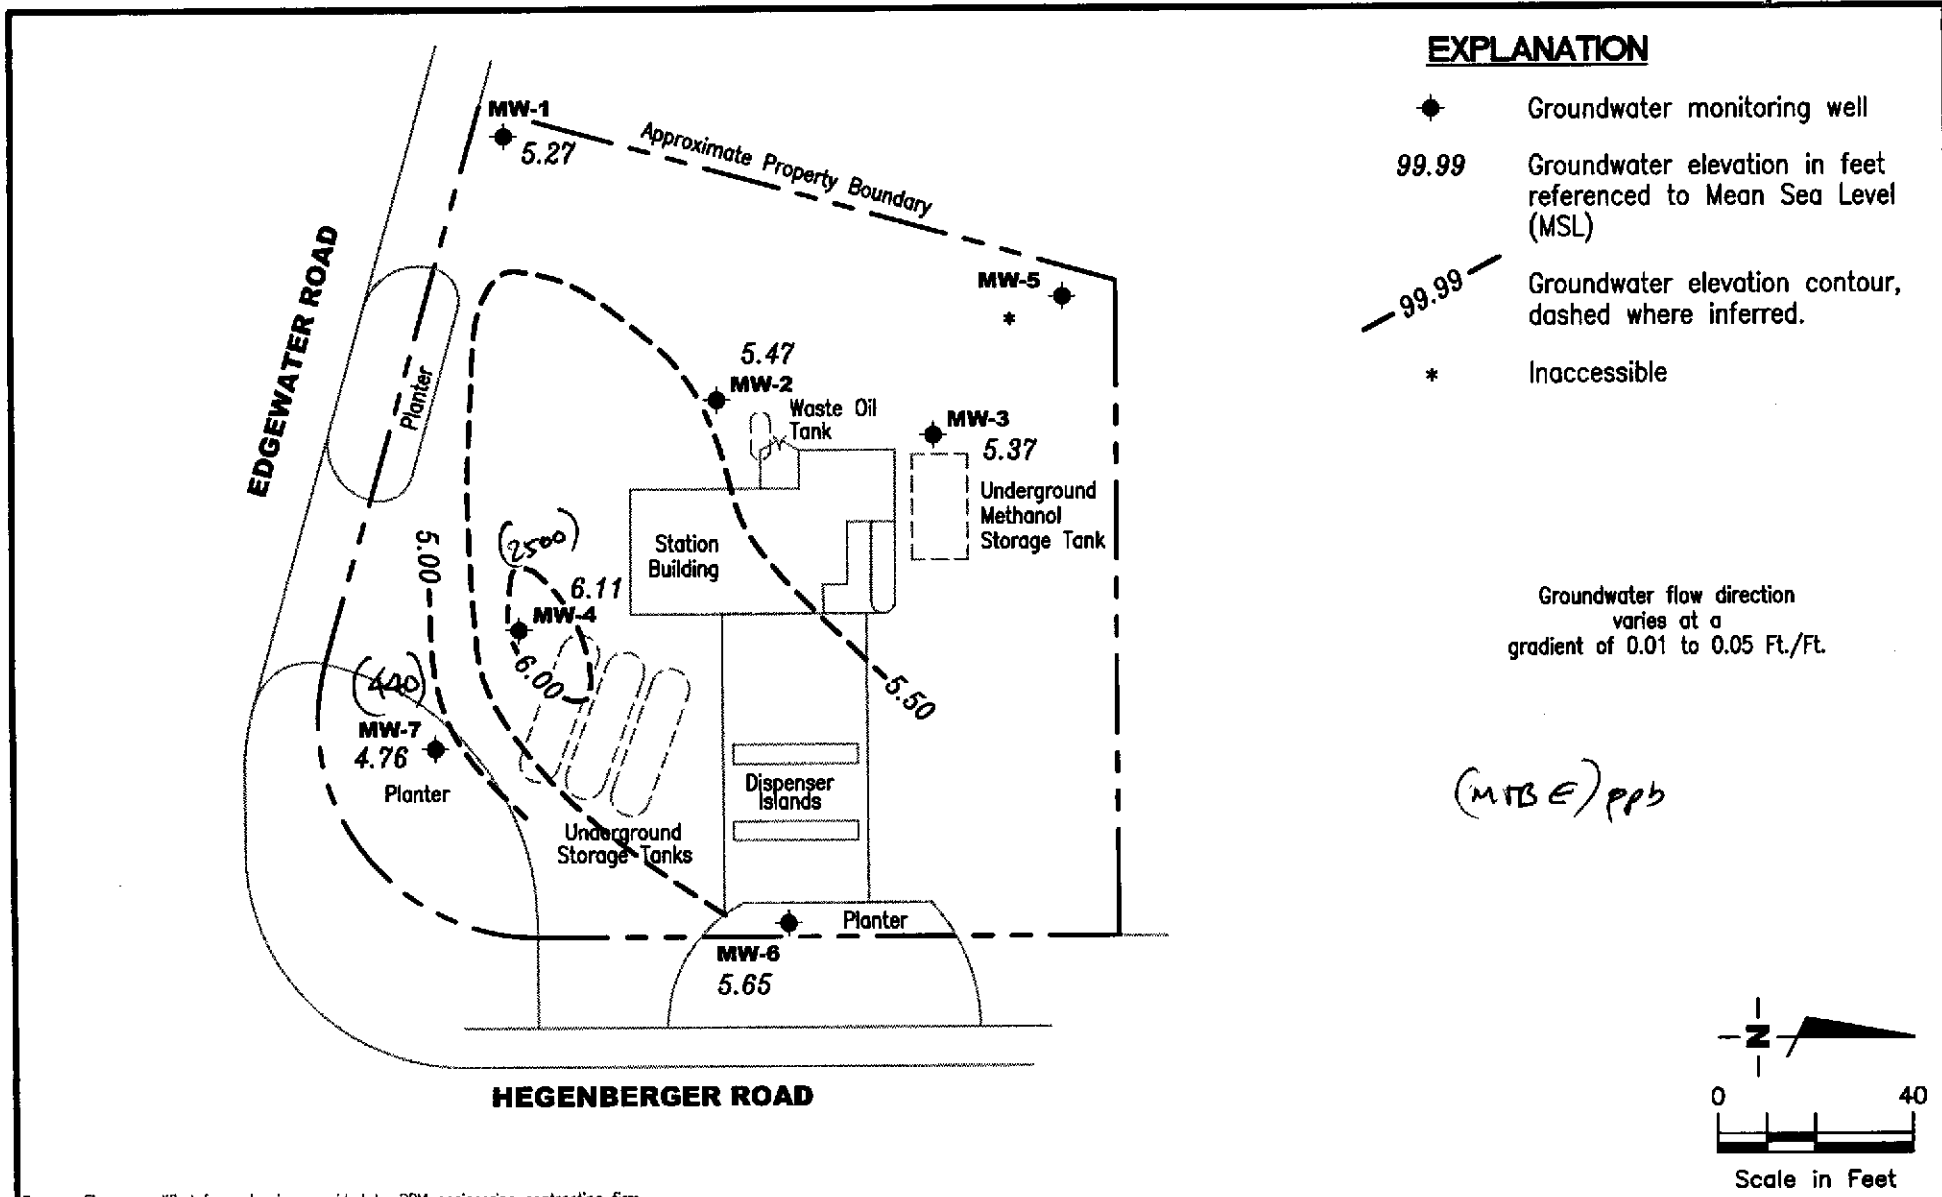 EXPLANATION
Groundwater monitoring well
99.99
Groundwater elevation in feet
referenced to Mean Sea Level
(MSL)
99.99
Groundwater elevation contour,
dashed where inferred.
*
Inaccessible
MW-1
5.27
Approximate Property Boundary
MW-5
*
EDGEWATER ROAD
Planter
5.47
MW-2
Waste Oil
Tank
MW-3
5.37
Underground
Methanol
Storage Tank
Station
Building
(2500)
5.00
6.11
MW-4
6.00
5.50
(440)
MW-7
4.76
Planter
Dispenser
Islands
Underground
Storage Tanks
Planter
MW-6
5.65
HEGENBERGER ROAD
Groundwater flow direction
varies at a
gradient of 0.01 to 0.05 Ft./Ft.
(MTBE) ppb
N
0 40
Scale in Feet